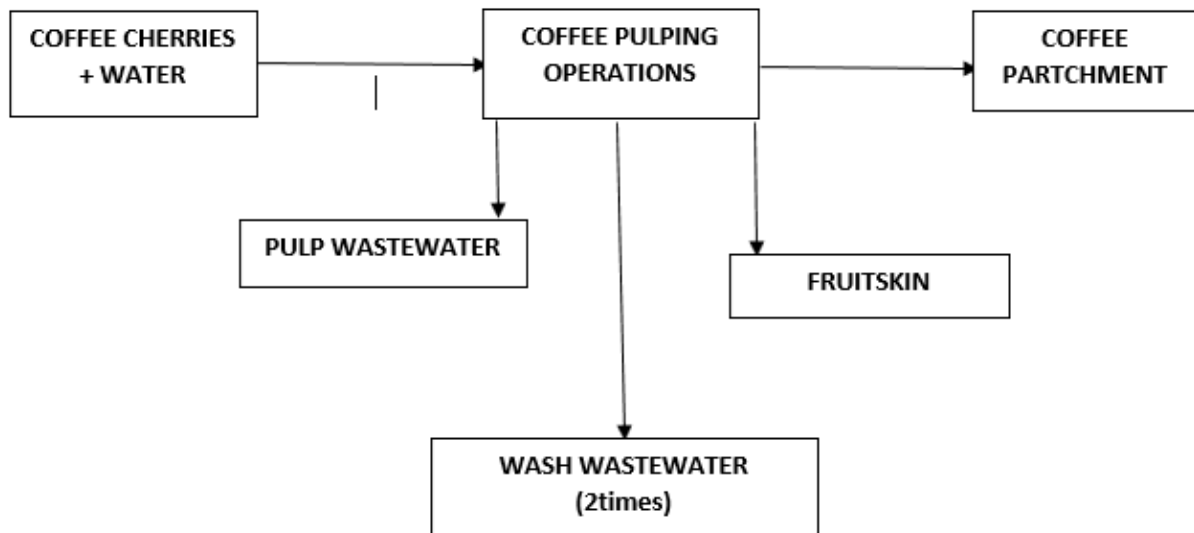 COFFEE CHERRIES
+ WATER
COFFEE PULPING
OPERATIONS
COFFEE
PARTCHMENT
PULP WASTEWATER
FRUITSKIN
WASH WASTEWATER
(2times)